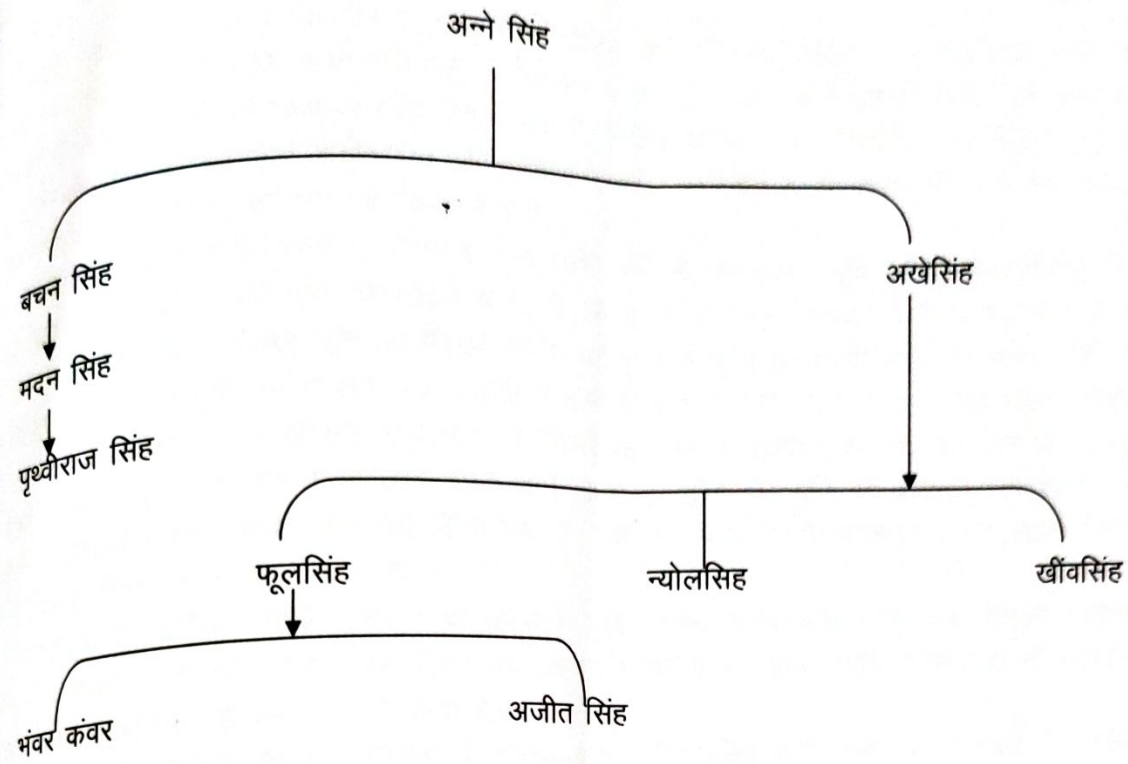 अन्ने सिंह
बचन सिंह
अखेसिंह
मदन सिंह
पृथ्वीराज सिंह
फूलसिंह
न्योलसिह
खींवसिंह
भंवर कंवर
अजीत सिंह